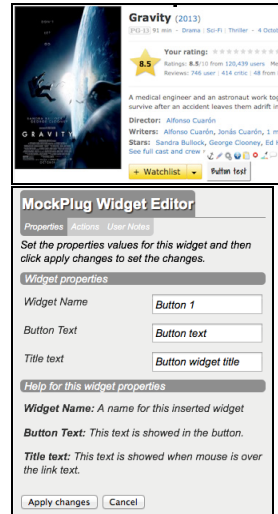 Gravity (2013)
PG-13 91 min - Drama | Sci-Fi | Thriller - 4 Octob
Your rating:
8.5
Ratings: 8.5/10 from 120,439 users Me
Reviews: 746 user | 414 critic | 48 from
A medical engineer and an astronaut work tog
survive after an accident leaves them adrift in
Director: Alfonso Cuarón
Writers: Alfonso Cuarón, Jonás Cuarón, 1 m
Stars: Sandra Bullock, George Clooney, Ed H
See full cast and crew
GRAVITY
+ Watchlist
Button text
MockPlug Widget Editor
Properties Actions User Notes
Set the properties values for this widget and then
click apply changes to set the changes.
Widget properties
Widget Name Button 1
Button Text Button text
Title text Button widget title
Help for this widget properties
Widget Name: A name for this inserted widget
Button Text: This text is showed in the button.
Title text: This text is showed when mouse is over
the link text.
Apply changes Cancel